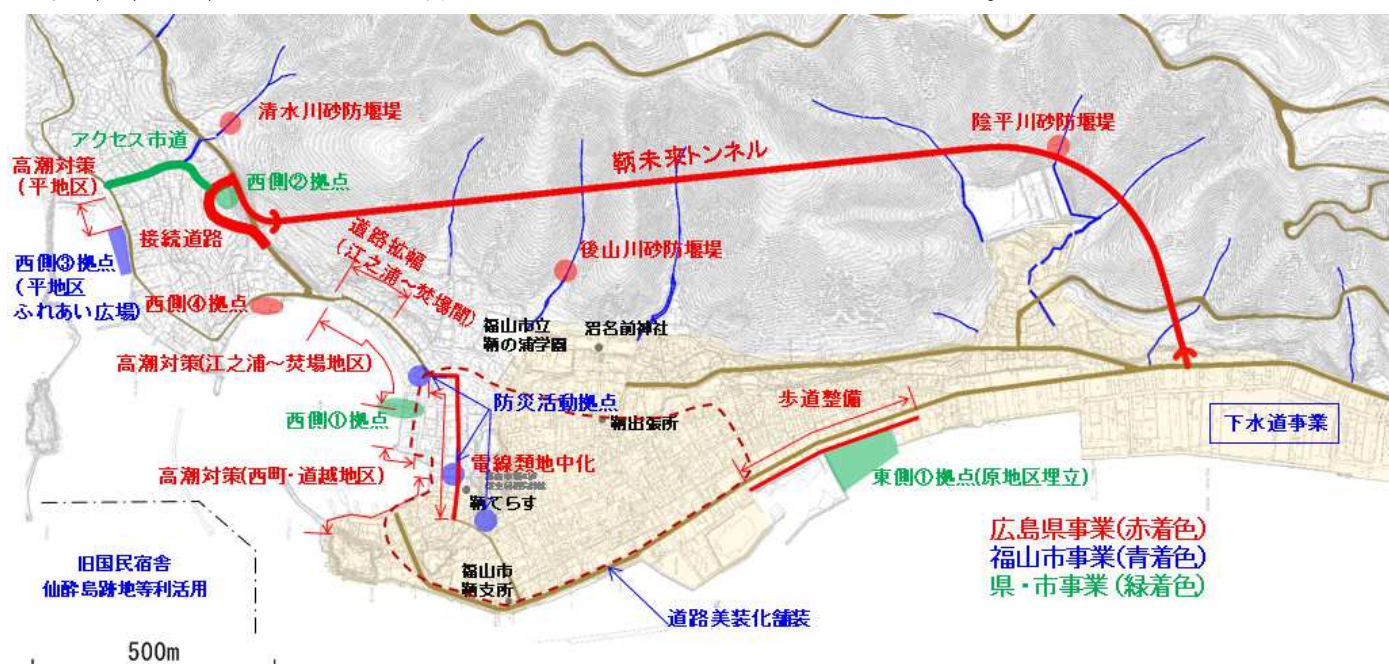 清水川砂防堰堤
アクセス市道
陰平川砂防堰堤
高潮対策
(平地区)
西側②拠点
鞆未来トンネル
接続道路
道路拡幅
(江之浦～焚場間)
後山川砂防堰堤
西側③拠点
(平地区
ふれあい広場)
西側④拠点
福山市立
鞆の浦学園
沼名前神社
高潮対策(江之浦～焚場地区)
防災活動拠点
歩道整備
西側①拠点
鞆出張所
下水道事業
電線類地中化
高潮対策(西町・道越地区)
東側①拠点(原地区埋立)
鞆てらす
広島県事業(赤着色)
福山市事業(青着色)
県・市事業(緑着色)
旧国民宿舎
仙酔島跡地等利活用
福山市
鞆支所
道路美装化舗装
500m